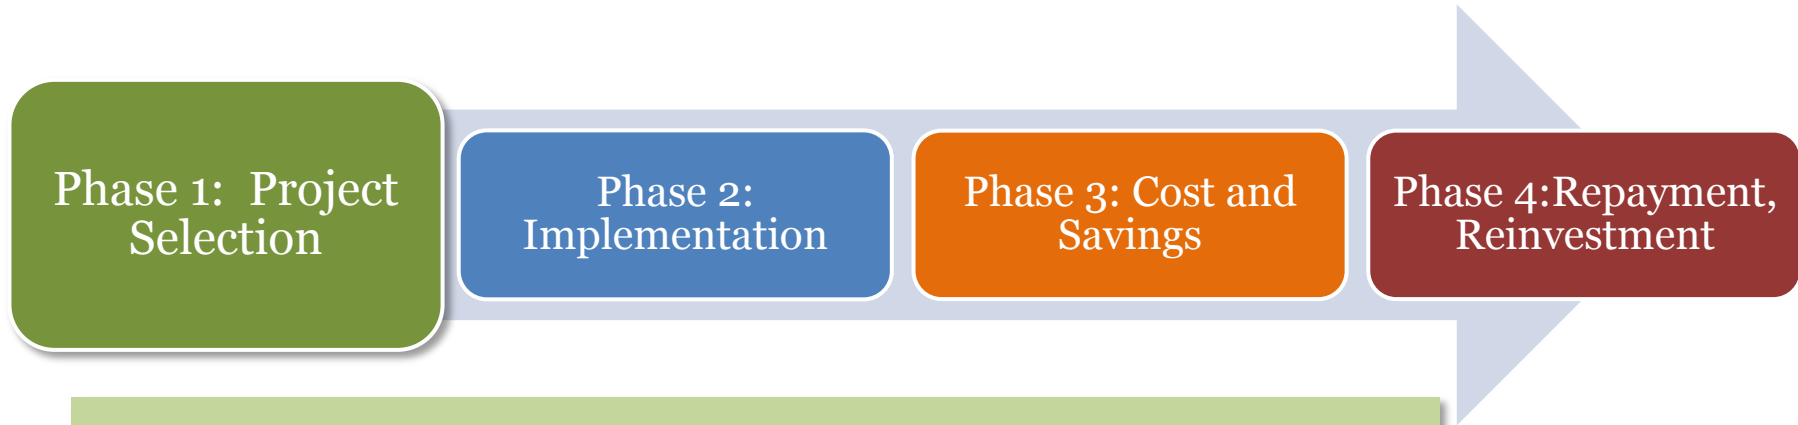 Phase 1:  Project
Selection
Phase 2:
Implementation
Phase 3: Cost and
Savings
Phase 4:Repayment,
Reinvestment